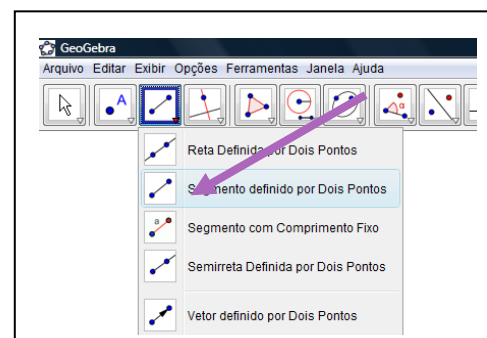 GeoGebra
Arquivo Editar Exibir Opções Ferramentas Janela Ajuda
A
α
Reta Definida por Dois Pontos
Segmento definido por Dois Pontos
a
Segmento com Comprimento Fixo
Semirreta Definida por Dois Pontos
Vetor definido por Dois Pontos